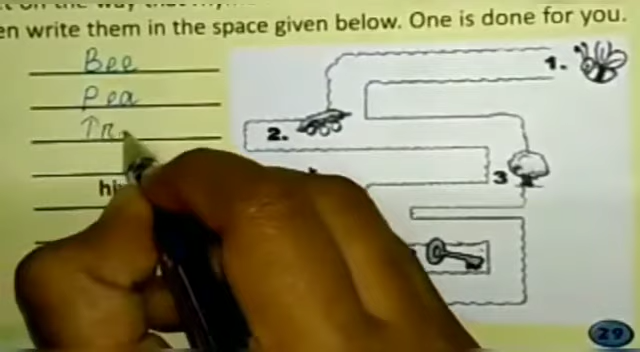 en write them in the space given below. One is done for you.
Bee
Pea
1.
2.
3
hi
29